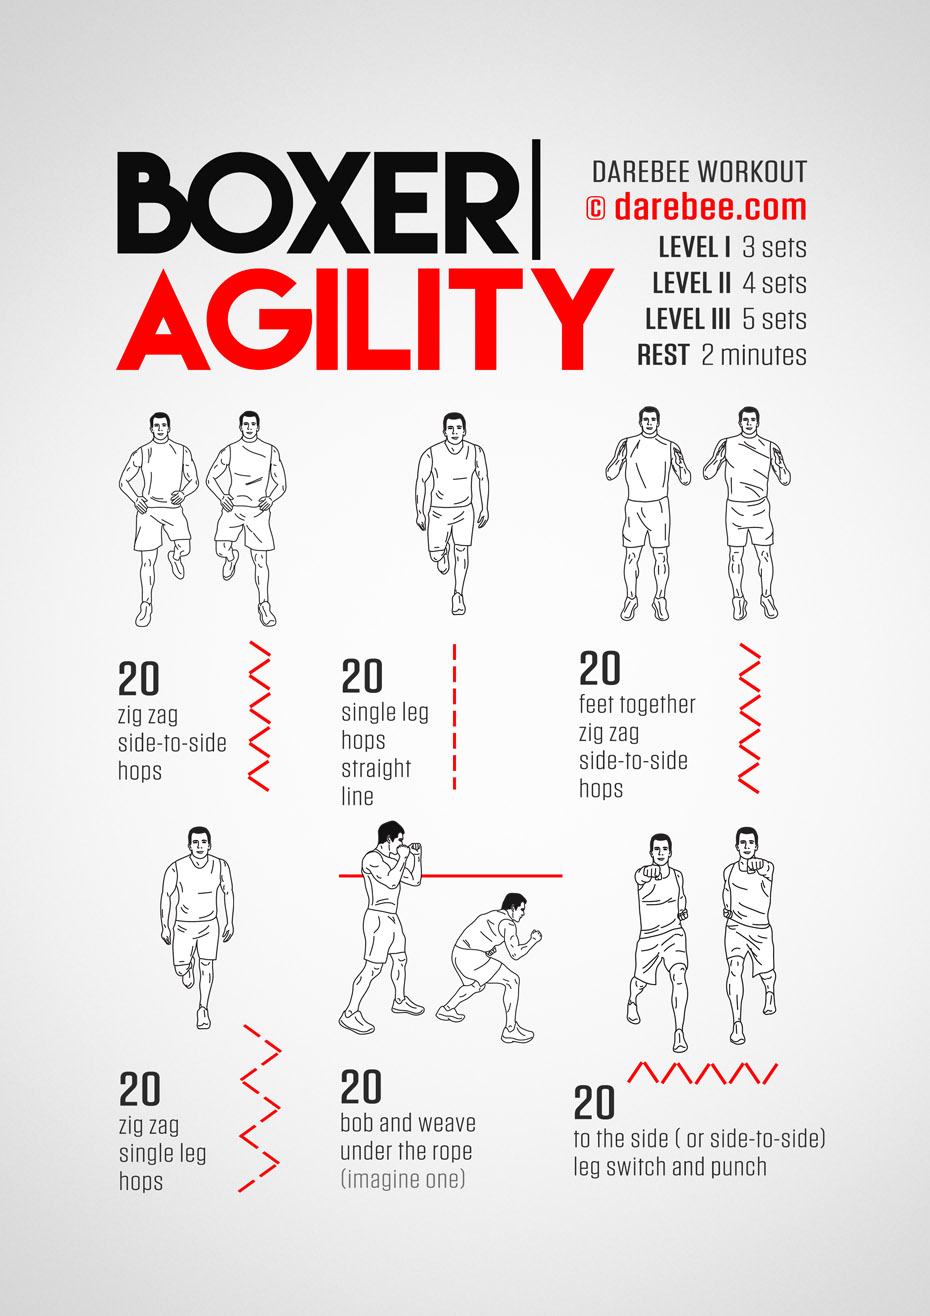 BOXER
AGILITY
DAREBEE WORKOUT
© darebee.com
LEVEL I 3 sets
LEVEL II 4 sets
LEVEL III 5 sets
REST 2 minutes
20
zig zag
side-to-side
hops
20
single leg
hops
straight
line
20
feet together
zig zag
side-to-side
hops
20
zig zag
single leg
hops
20
bob and weave
under the rope
(imagine one)
20
to the side ( or side-to-side)
leg switch and punch